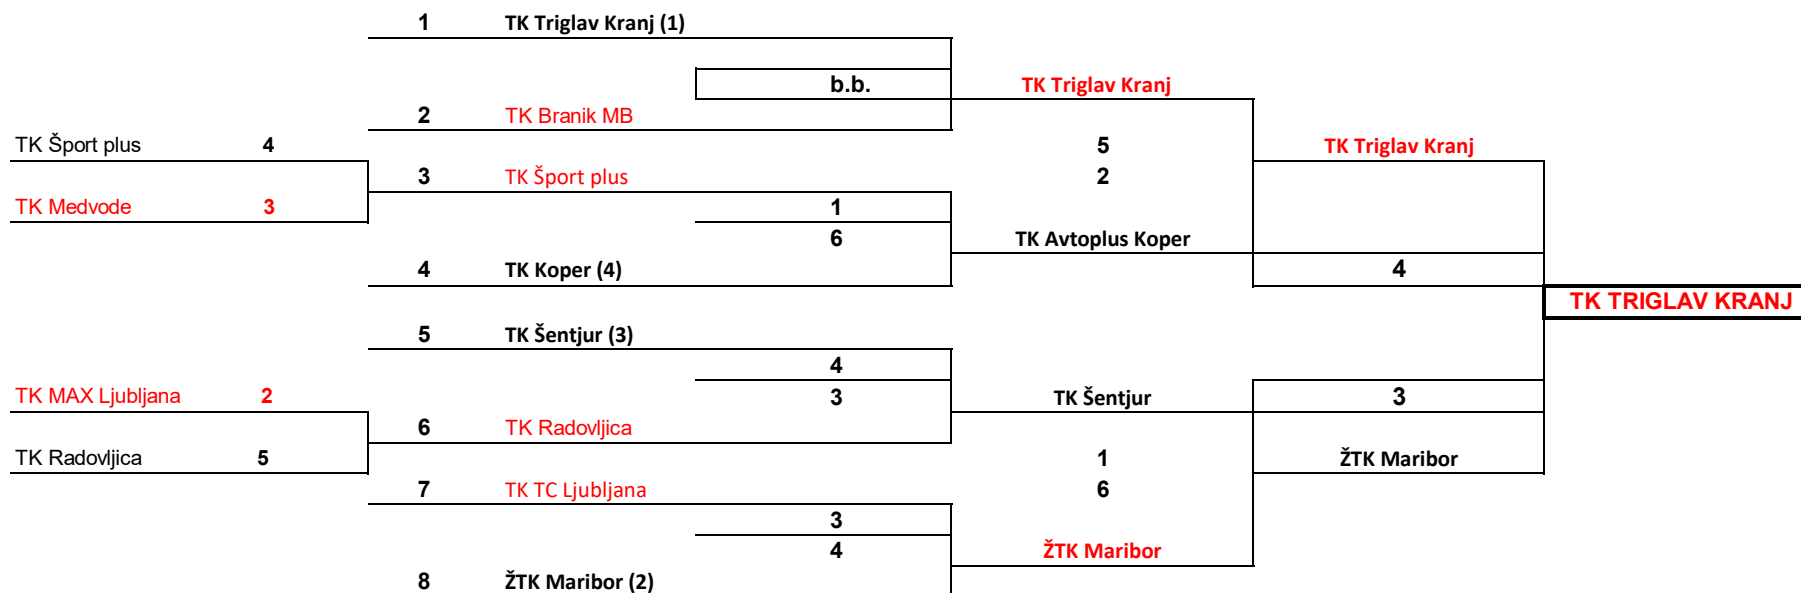 1 TK Triglav Kranj (1)
b.b. TK Triglav Kranj
2 TK Branik MB
TK Šport plus 4 5 TK Triglav Kranj
3 TK Šport plus 2
TK Medvode 3 1
6 TK Avtoplus Koper
4 TK Koper (4) 4
TK TRIGLAV KRANJ
5 TK Šentjur (3)
4
TK MAX Ljubljana 2 3 TK Šentjur 3
6 TK Radovljica
TK Radovljica 5 1 ŽTK Maribor
7 TK TC Ljubljana 6
3
4 ŽTK Maribor
8 ŽTK Maribor (2)